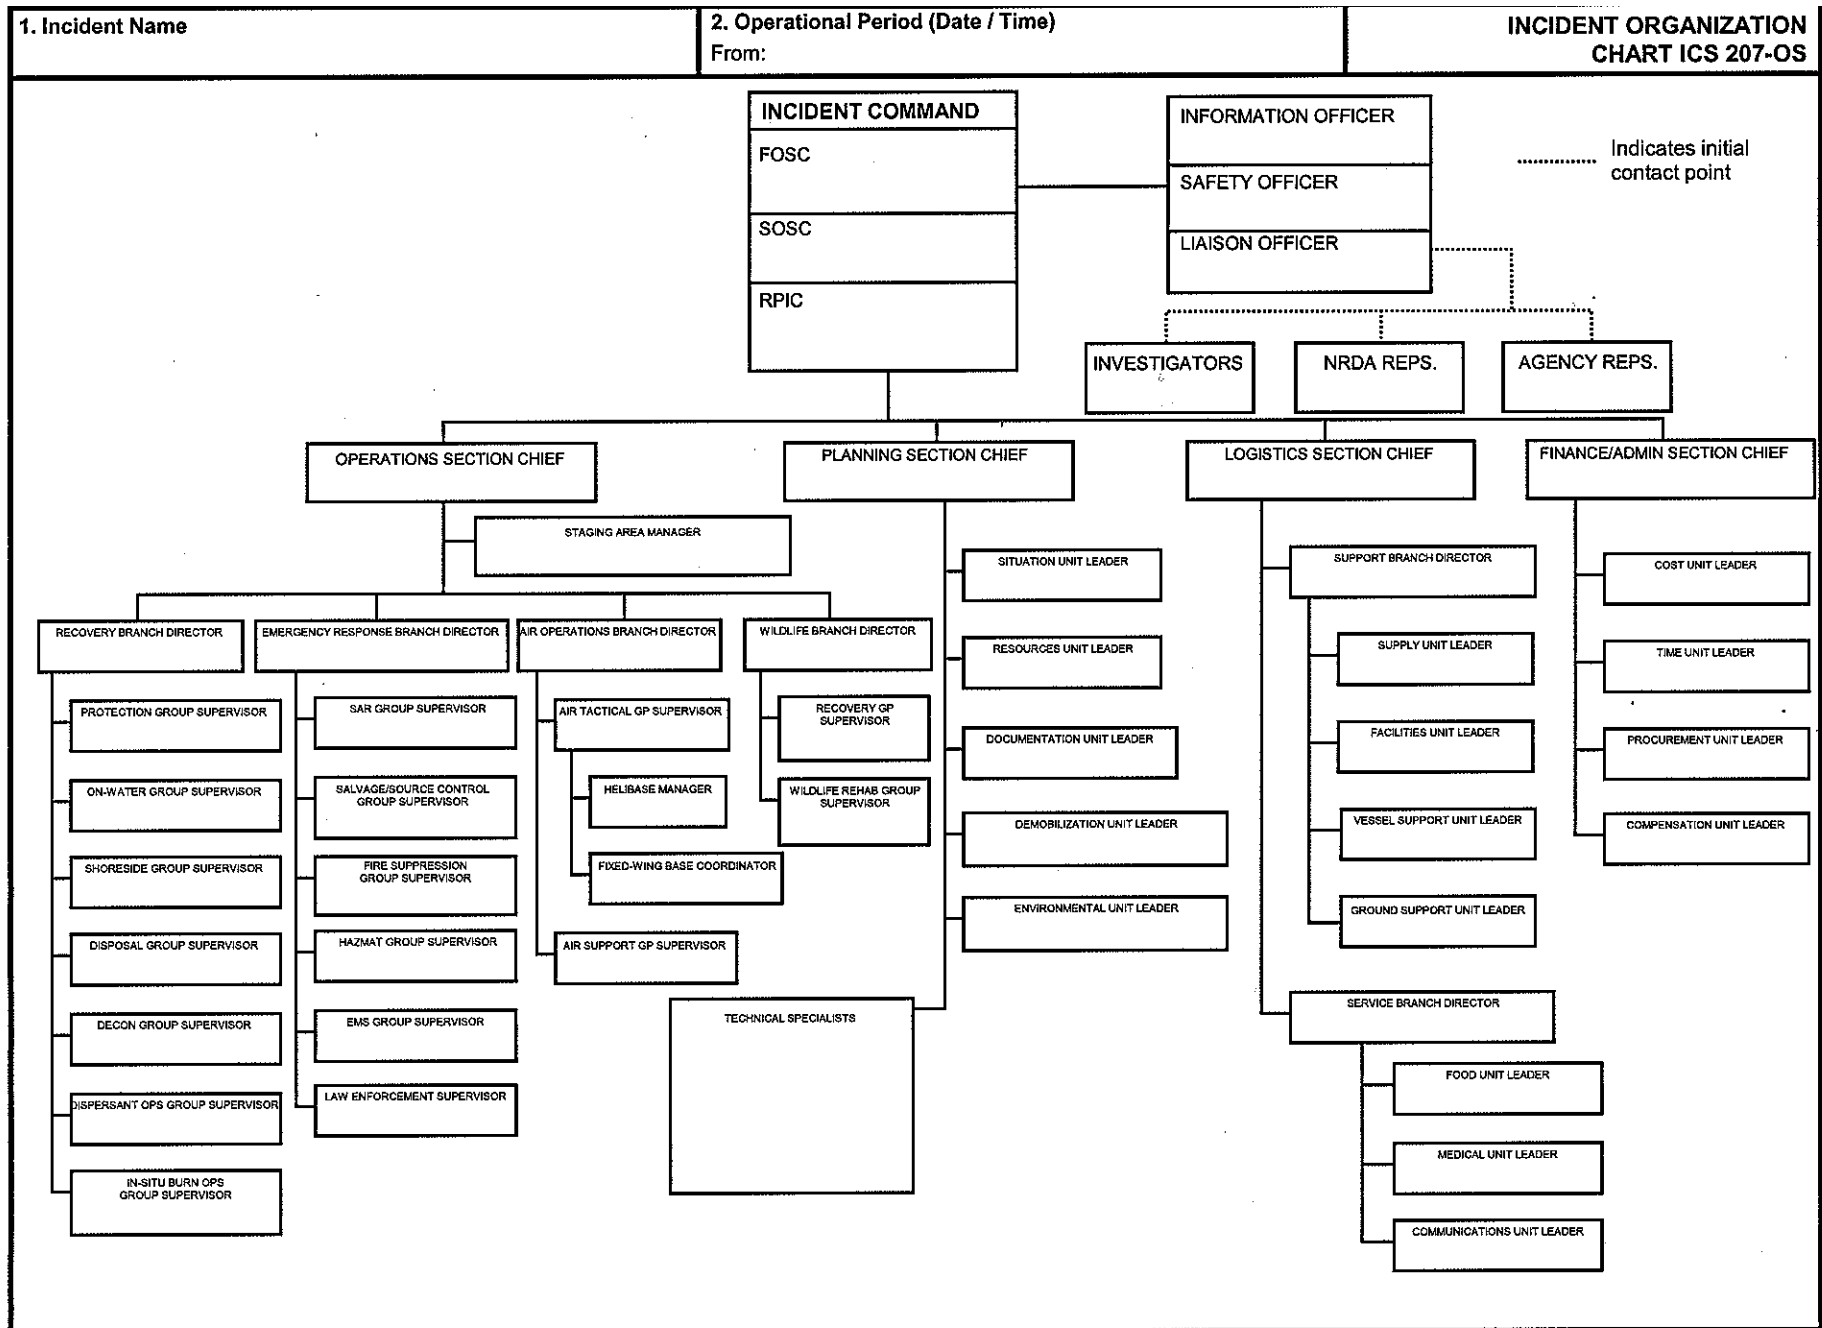 1. Incident Name
2. Operational Period (Date / Time)
From:
INCIDENT ORGANIZATION
CHART ICS 207-OS
INCIDENT COMMAND
FOSC
SOSC
RPIC
INFORMATION OFFICER
SAFETY OFFICER
LIAISON OFFICER
Indicates initial
contact point
INVESTIGATORS
NRDA REPS.
AGENCY REPS.
OPERATIONS SECTION CHIEF
PLANNING SECTION CHIEF
LOGISTICS SECTION CHIEF
FINANCE/ADMIN SECTION CHIEF
STAGING AREA MANAGER
RECOVERY BRANCH DIRECTOR
EMERGENCY RESPONSE BRANCH DIRECTOR
AIR OPERATIONS BRANCH DIRECTOR
WILDLIFE BRANCH DIRECTOR
PROTECTION GROUP SUPERVISOR
ON-WATER GROUP SUPERVISOR
SHORESIDE GROUP SUPERVISOR
DISPOSAL GROUP SUPERVISOR
DECON GROUP SUPERVISOR
DISPERSANT OPS GROUP SUPERVISOR
IN-SITU BURN OPS
GROUP SUPERVISOR
SAR GROUP SUPERVISOR
SALVAGE/SOURCE CONTROL
GROUP SUPERVISOR
FIRE SUPPRESSION
GROUP SUPERVISOR
HAZMAT GROUP SUPERVISOR
EMS GROUP SUPERVISOR
LAW ENFORCEMENT SUPERVISOR
AIR TACTICAL GP SUPERVISOR
HELIBASE MANAGER
FIXED-WING BASE COORDINATOR
AIR SUPPORT GP SUPERVISOR
RECOVERY GP
SUPERVISOR
WILDLIFE REHAB GROUP
SUPERVISOR
SITUATION UNIT LEADER
RESOURCES UNIT LEADER
DOCUMENTATION UNIT LEADER
DEMOBILIZATION UNIT LEADER
ENVIRONMENTAL UNIT LEADER
TECHNICAL SPECIALISTS
SUPPORT BRANCH DIRECTOR
SUPPLY UNIT LEADER
FACILITIES UNIT LEADER
VESSEL SUPPORT UNIT LEADER
GROUND SUPPORT UNIT LEADER
SERVICE BRANCH DIRECTOR
FOOD UNIT LEADER
MEDICAL UNIT LEADER
COMMUNICATIONS UNIT LEADER
COST UNIT LEADER
TIME UNIT LEADER
PROCUREMENT UNIT LEADER
COMPENSATION UNIT LEADER